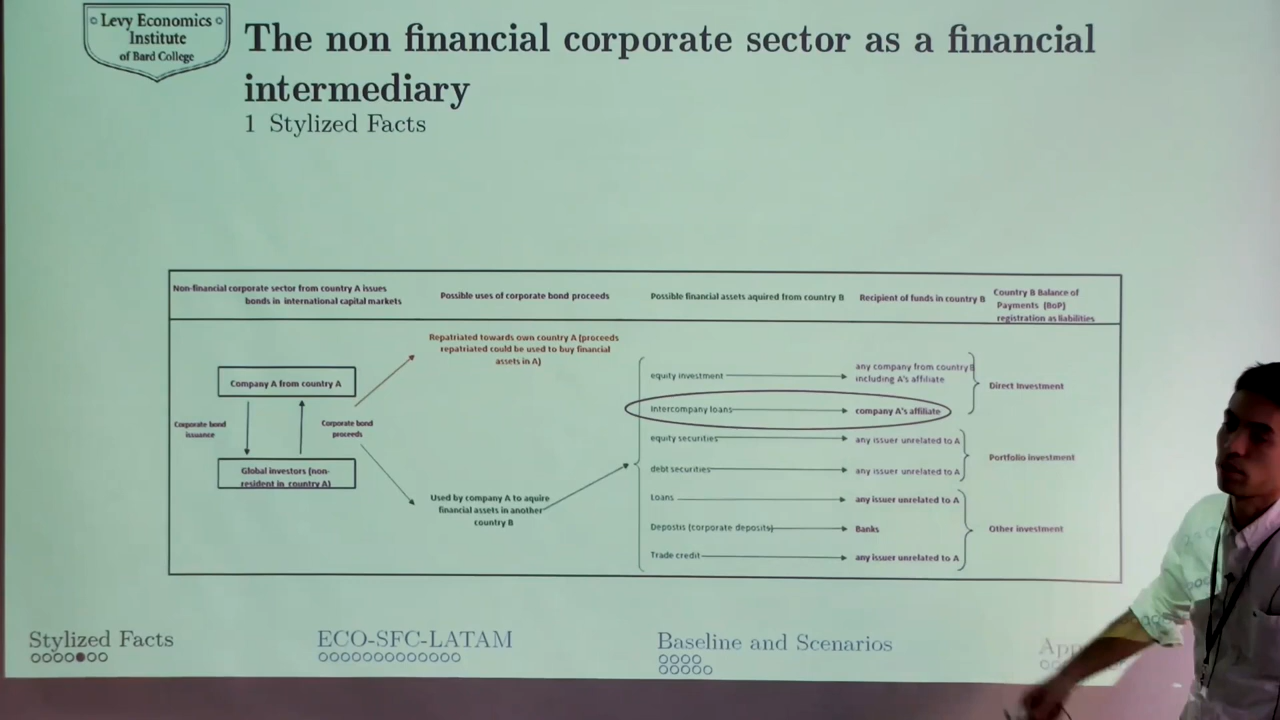 Levy Economics
Institute
of Bard College
The non financial corporate sector as a financial
intermediary
1 Stylized Facts
Non-financial corporate sector from country A issues
bonds in international capital markets
Possible uses of corporate bond proceeds
Possible financial assets aquired from country B
Recipient of funds in country B
Country B Balance of
Payments (BoP)
registration as liabilities
Company A from country A
Corporate bond
issuance
Corporate bond
proceeds
Global investors (non-
resident in country A)
Repatriated towards own country A (proceeds
repatriated could be used to buy financial
assets in A)
Used by company A to aquire
financial assets in another
country B
equity investment
any company from country B
including A's affiliate
Direct Investment
Intercompany loans
company A's affiliate
equity securities
any issuer unrelated to A
Portfolio investment
debt securities
any issuer unrelated to A
Loans
any issuer unrelated to A
Depostis (corporate deposits)
Banks
Other investment
Trade credit
any issuer unrelated to A
Stylized Facts
ECO-SFC-LATAM
Baseline and Scenarios